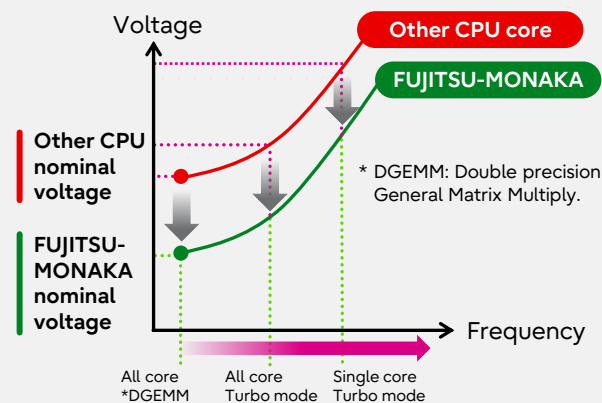 Voltage
Other CPU core
FUJITSU-MONAKA
Other CPU
nominal
voltage
* DGEMM: Double precision
General Matrix Multiply.
FUJITSU-
MONAKA
nominal
voltage
Frequency
All core
*DGEMM
All core
Turbo mode
Single core
Turbo mode